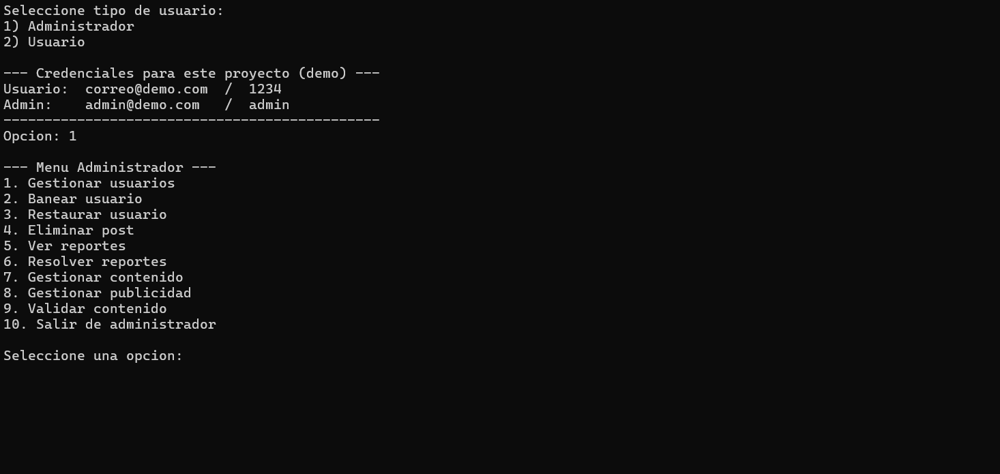 Seleccione tipo de usuario:
1) Administrador
2) Usuario

--- Credenciales para este proyecto (demo) ---
Usuario:  correo@demo.com  /  1234
Admin:    admin@demo.com   /  admin
----------------------------------------------
Opcion: 1

--- Menu Administrador ---
1. Gestionar usuarios
2. Banear usuario
3. Restaurar usuario
4. Eliminar post
5. Ver reportes
6. Resolver reportes
7. Gestionar contenido
8. Gestionar publicidad
9. Validar contenido
10. Salir de administrador

Seleccione una opcion: